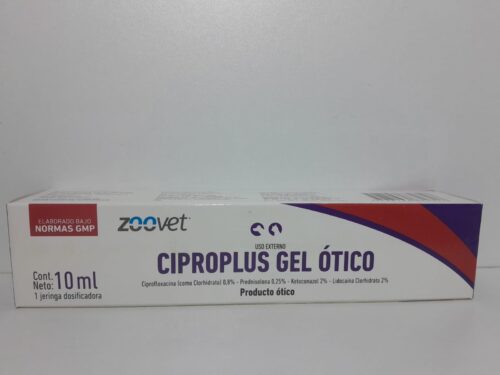 ELABORADO BAJO
NORMAS GMP
zoovet
USO EXTERNO
CIPROPLUS GEL ÓTICO
Ciprofloxacina (como Clorhidrato) 0,8% - Prednisolona 0,25% - Ketoconazol 2% - Lidocaína Clorhidrato 2%
Producto ótico
Cont.
Neto: 10 ml
1 jeringa dosificadora